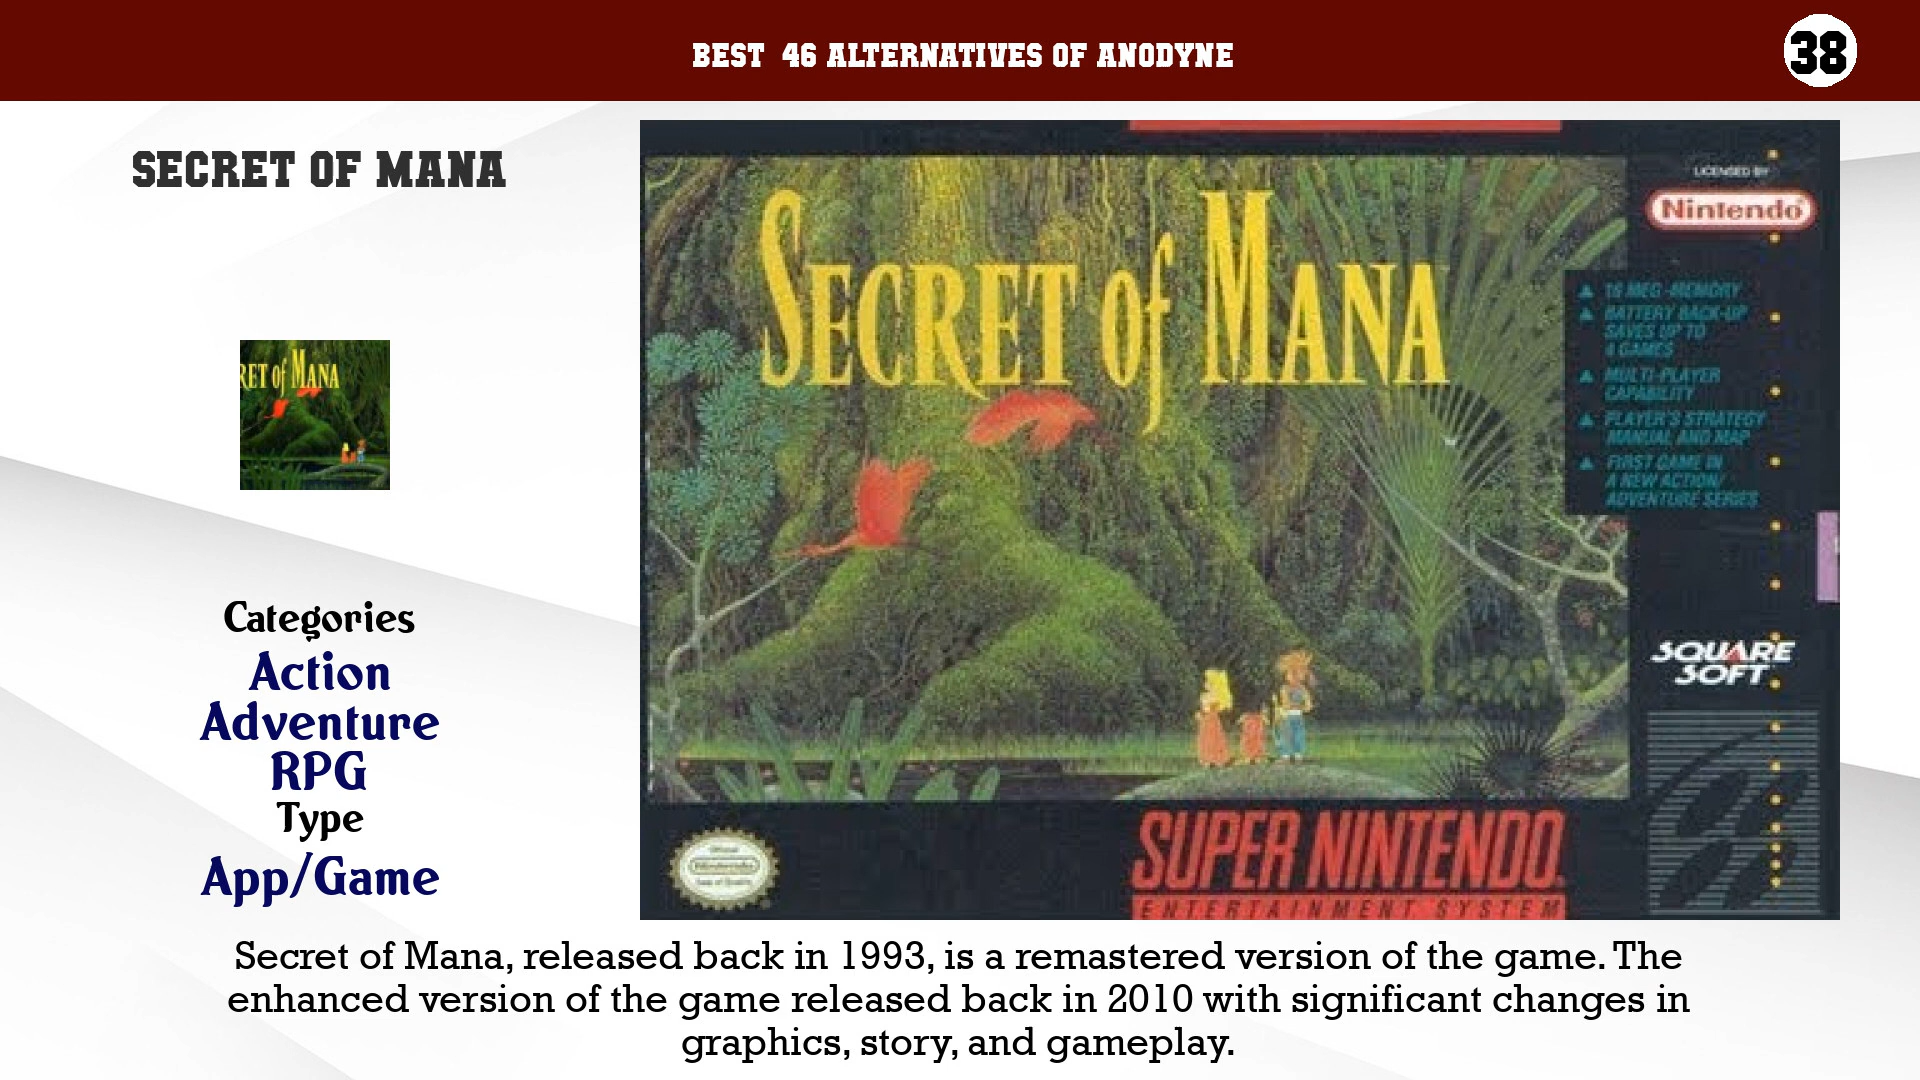 BEST 46 ALTERNATIVES OF ANODYNE
38
SECRET OF MANA
RET of MANA
Categories
Action
Adventure
RPG
Type
App/Game
SECRET of MANA
LICENSED BY
Nintendo
16 MEG-MEMORY
BATTERY BACK-UP
SAVES UP TO
4 GAMES
MULTI-PLAYER
CAPABILITY
PLAYER'S STRATEGY
MANUAL AND MAP
FIRST GAME IN
A NEW ACTION/
ADVENTURE SERIES
SQUARE
SOFT
Nintendo
SUPER NINTENDO
ENTERTAINMENT SYSTEM
Secret of Mana, released back in 1993, is a remastered version of the game. The
enhanced version of the game released back in 2010 with significant changes in
graphics, story, and gameplay.